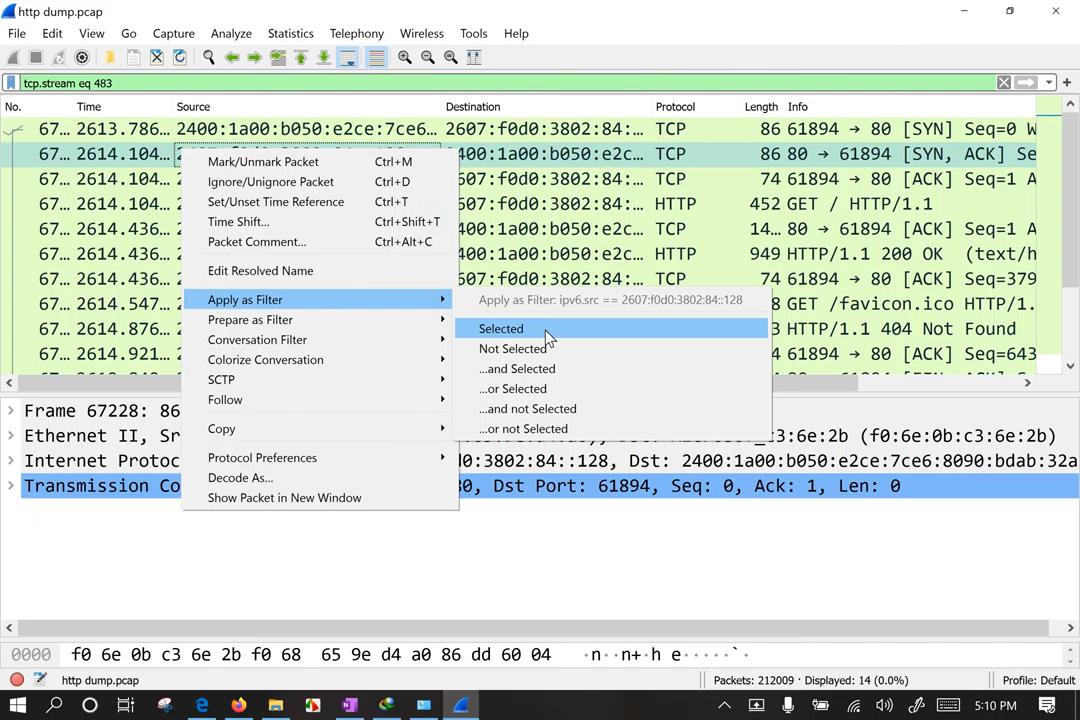 http dump.pcap
File Edit View Go Capture Analyze Statistics Telephony Wireless Tools Help
tcp.stream eq 483
No. Time Source Destination Protocol Length Info
67… 2613.786… 2400:1a00:b050:e2ce:7ce6… 2607:f0d0:3802:84:… TCP 86 61894 → 80 [SYN] Seq=0 W
67… 2614.104… 2400:1a00:b050:e2c… TCP 86 80 → 61894 [SYN, ACK] Se
67… 2614.104… 2607:f0d0:3802:84:… TCP 74 61894 → 80 [ACK] Seq=1 A
67… 2614.104… 2607:f0d0:3802:84:… HTTP 452 GET / HTTP/1.1
67… 2614.436… 2400:1a00:b050:e2c… TCP 14… 80 → 61894 [ACK] Seq=1 A
67… 2614.436… 2400:1a00:b050:e2c… HTTP 949 HTTP/1.1 200 OK (text/h
67… 2614.436… 2607:f0d0:3802:84:… TCP 74 61894 → 80 [ACK] Seq=379
67… 2614.547… 8 GET /favicon.ico HTTP/1
67… 2614.873… 6 HTTP/1.1 404 Not Found
67… 2614.921… 4 61894 → 80 [ACK] Seq=643
Mark/Unmark Packet Ctrl+M
Ignore/Unignore Packet Ctrl+D
Set/Unset Time Reference Ctrl+T
Time Shift... Ctrl+Shift+T
Packet Comment... Ctrl+Alt+C
Edit Resolved Name
Apply as Filter
Prepare as Filter
Conversation Filter
Colorize Conversation
SCTP
Follow
Copy
Protocol Preferences
Decode As...
Show Packet in New Window
Apply as Filter: ipv6.src == 2607:f0d0:3802:84::128
Selected
Not Selected
...and Selected
...or Selected
...and not Selected
...or not Selected
Frame 67228: 86
Ethernet II, Sr c3:6e:2b (f0:6e:0b:c3:6e:2b)
Internet Protoc 0:3802:84::128, Dst: 2400:1a00:b050:e2ce:7ce6:8090:bdab:32a
Transmission Co 80, Dst Port: 61894, Seq: 0, Ack: 1, Len: 0
0000 f0 6e 0b c3 6e 2b f0 68 65 9e d4 a0 86 dd 60 04 ·n··n+·h e·····`·
http dump.pcap Packets: 212009 · Displayed: 14 (0.0%) Profile: Default
5:10 PM